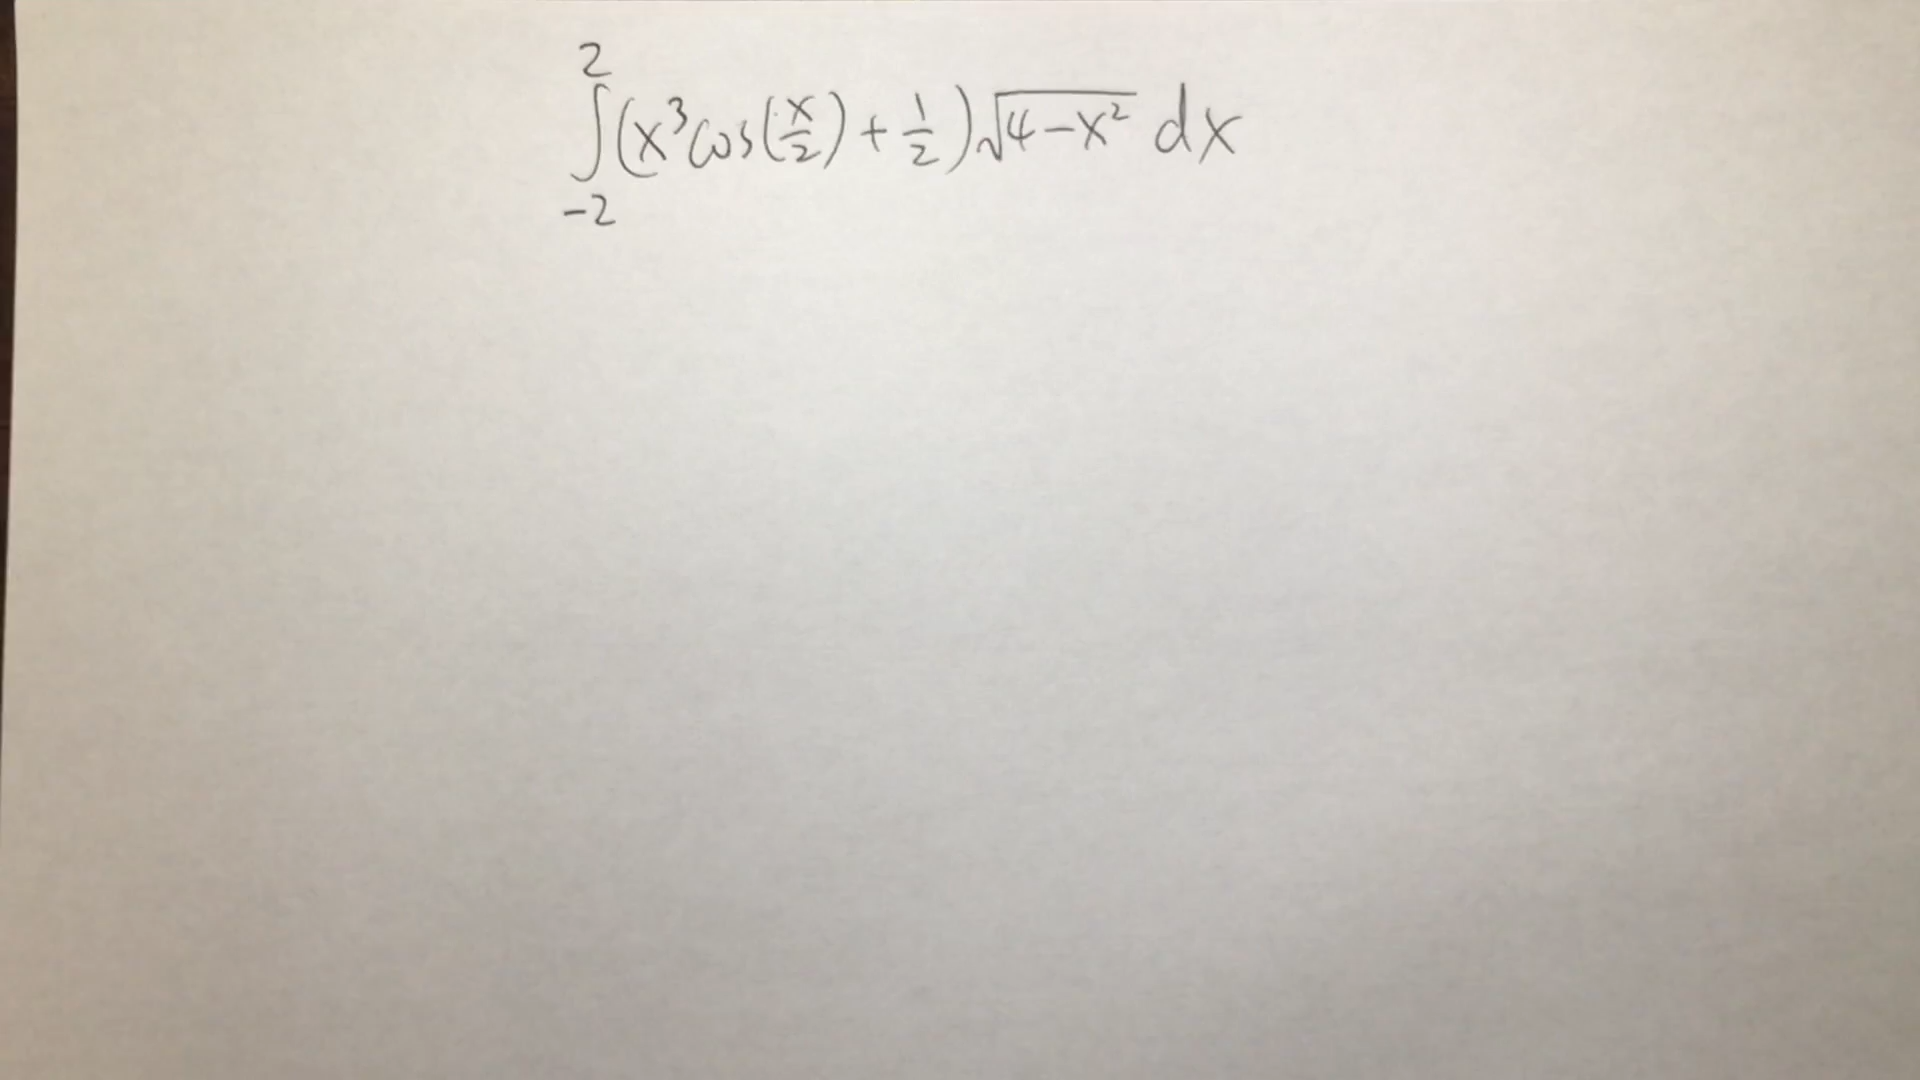 ∫_{-2}^{2} (x³cos(x/2) + 1/2)√(4-x²) dx